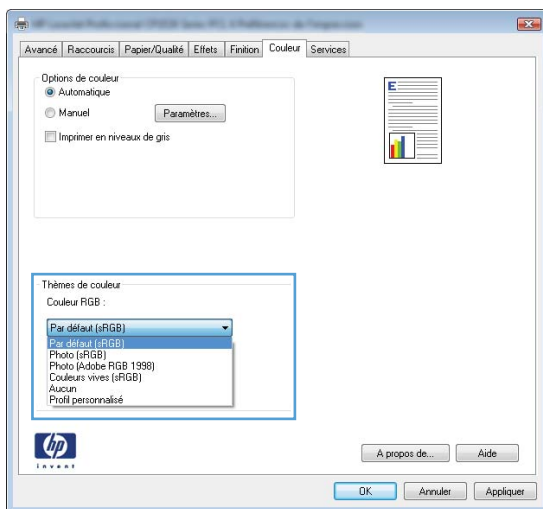 Avancé Raccourcis Papier/Qualité Effets Finition Couleur Services
Options de couleur
Automatique
Manuel Paramètres...
Imprimer en niveaux de gris
E
Thèmes de couleur
Couleur RGB :
Par défaut (sRGB)
Par défaut (sRGB)
Photo (sRGB)
Photo (Adobe RGB 1998)
Couleurs vives (sRGB)
Aucun
Profil personnalisé
hp
invent
A propos de... Aide
OK Annuler Appliquer